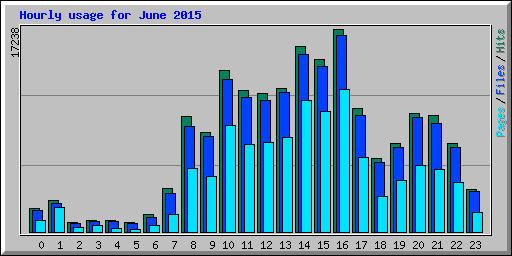 Hourly usage for June 2015
17238
Pages/Files/Hits
0 1 2 3 4 5 6 7 8 9 10 11 12 13 14 15 16 17 18 19 20 21 22 23